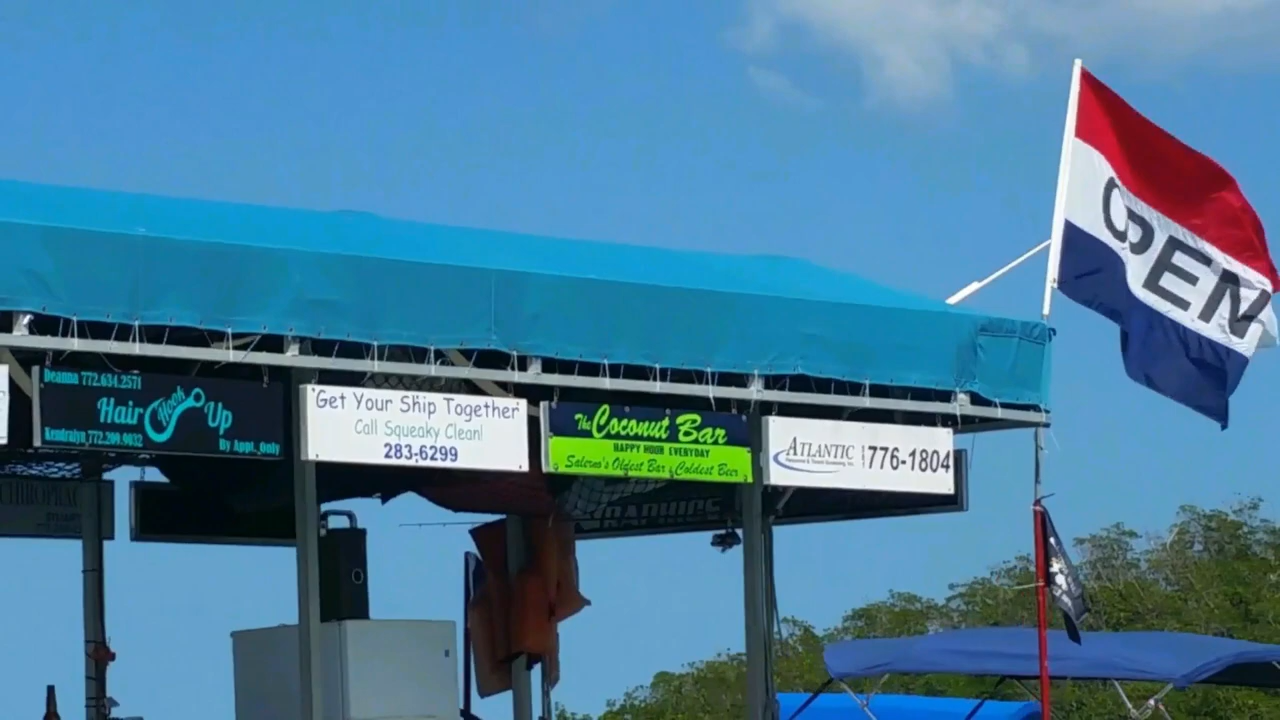 OPEN
Deanna 772.634.2571
Hair Hook Up
Kendralyn 772.209.9032 By Appt. Only
Get Your Ship Together
Call Squeaky Clean!
283-6299
The Coconut Bar
HAPPY HOUR EVERYDAY
Salerno's Oldest Bar & Coldest Beer
ATLANTIC 776-1804
CHIROPRAC
GRAPHICS